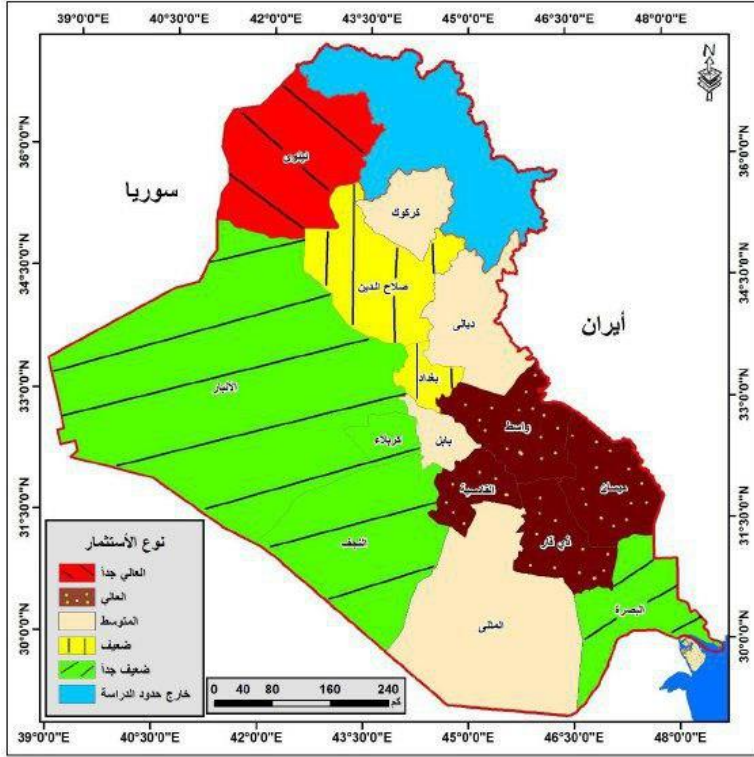 39°0'0"E 40°30'0"E 42°0'0"E 43°30'0"E 45°0'0"E 46°30'0"E 48°0'0"E
N
36°0'0"N
36°0'0"N
34°30'0"N
34°30'0"N
33°0'0"N
33°0'0"N
31°30'0"N
31°30'0"N
30°0'0"N
30°0'0"N
سوريا
أيران
نينوى
كركوك
صلاح الدين
ديالى
بغداد
الأنبار
كربلاء
بابل
واسط
القادسية
ميسان
النجف
ذي قار
المثنى
البصرة
نوع الأستثمار
العالي جداً
العالي
المتوسط
ضعيف
ضعيف جداً
خارج حدود الدراسة
0 40 80 160 240
كم
39°0'0"E 40°30'0"E 42°0'0"E 43°30'0"E 45°0'0"E 46°30'0"E 48°0'0"E